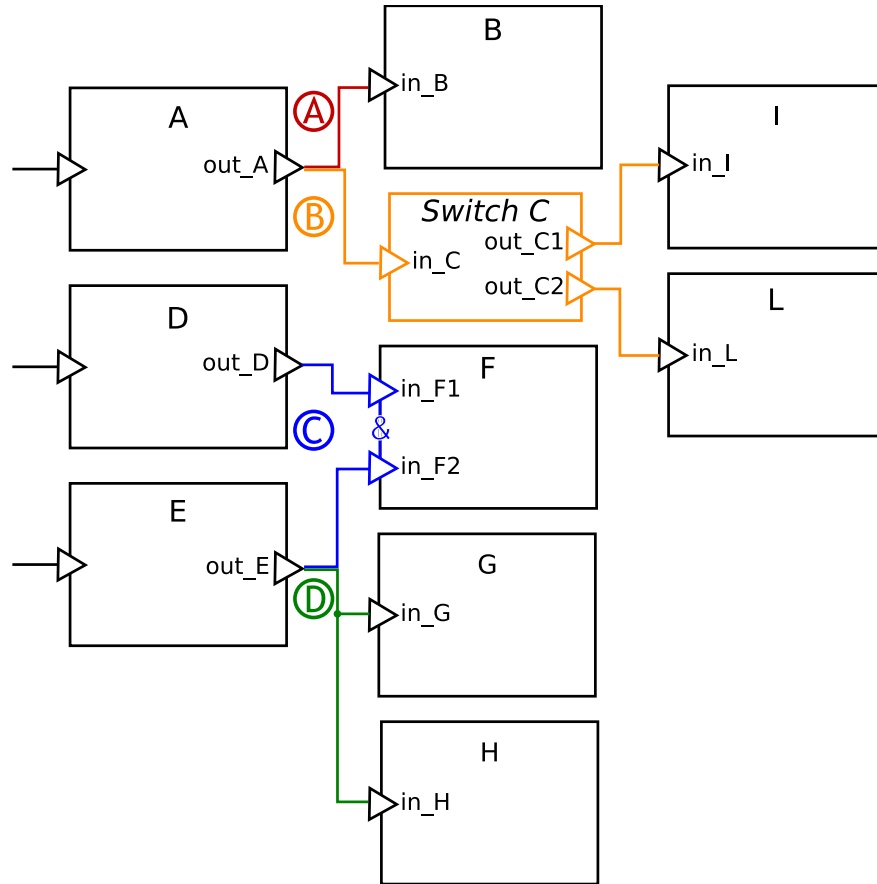 B
in_B
A
out_A
Ⓐ
I
in_I
Ⓑ
Switch C
in_C
out_C1
out_C2
L
in_L
D
out_D
Ⓒ
F
in_F1
&
in_F2
E
out_E
Ⓓ
G
in_G
H
in_H